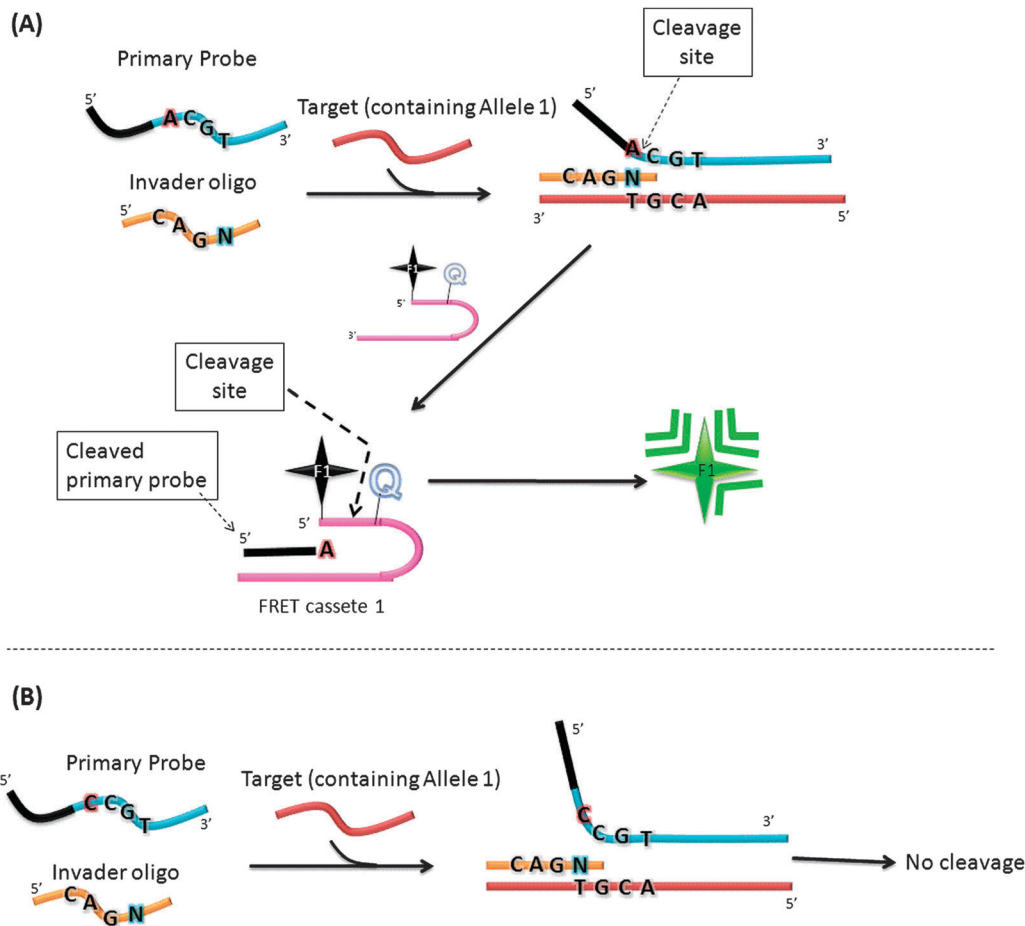 (A)
Primary Probe
5’
A C G T
3’
Invader oligo
5’
C A G N
Target (containing Allele 1)
Cleavage
site
5’
A C G T
3’
C A G N
T G C A
3’
5’
F1
Q
5’
3’
Cleavage
site
Cleaved
primary probe
F1
Q
5’
5’
A
FRET cassete 1
F1
(B)
Primary Probe
5’
C C G T
3’
Invader oligo
5’
C A G N
Target (containing Allele 1)
5’
C C G T
3’
C A G N
T G C A
5’
No cleavage